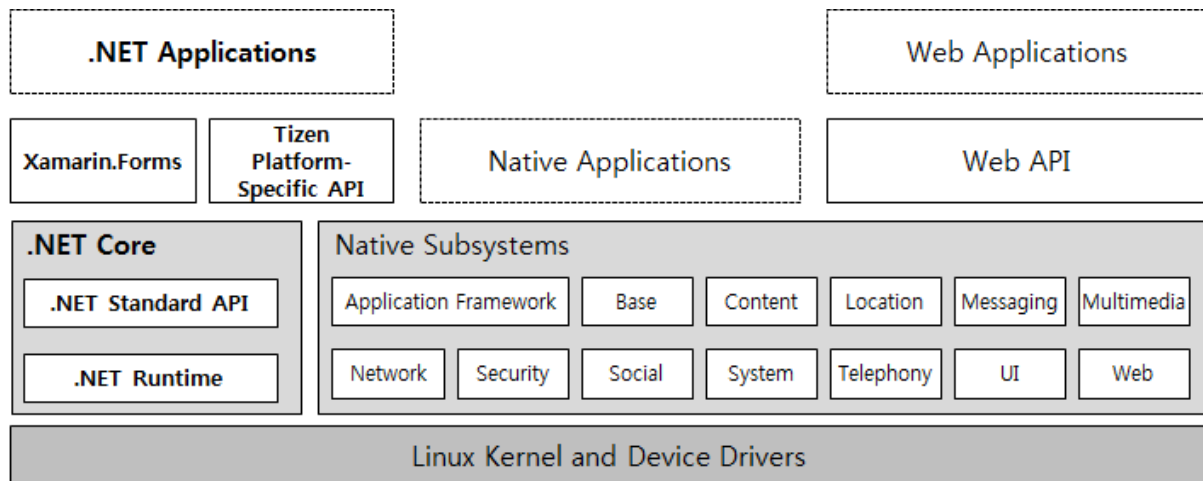 .NET Applications
Web Applications
Xamarin.Forms
Tizen
Platform-
Specific API
Native Applications
Web API
.NET Core
.NET Standard API
.NET Runtime
Native Subsystems
Application Framework
Base
Content
Location
Messaging
Multimedia
Network
Security
Social
System
Telephony
UI
Web
Linux Kernel and Device Drivers